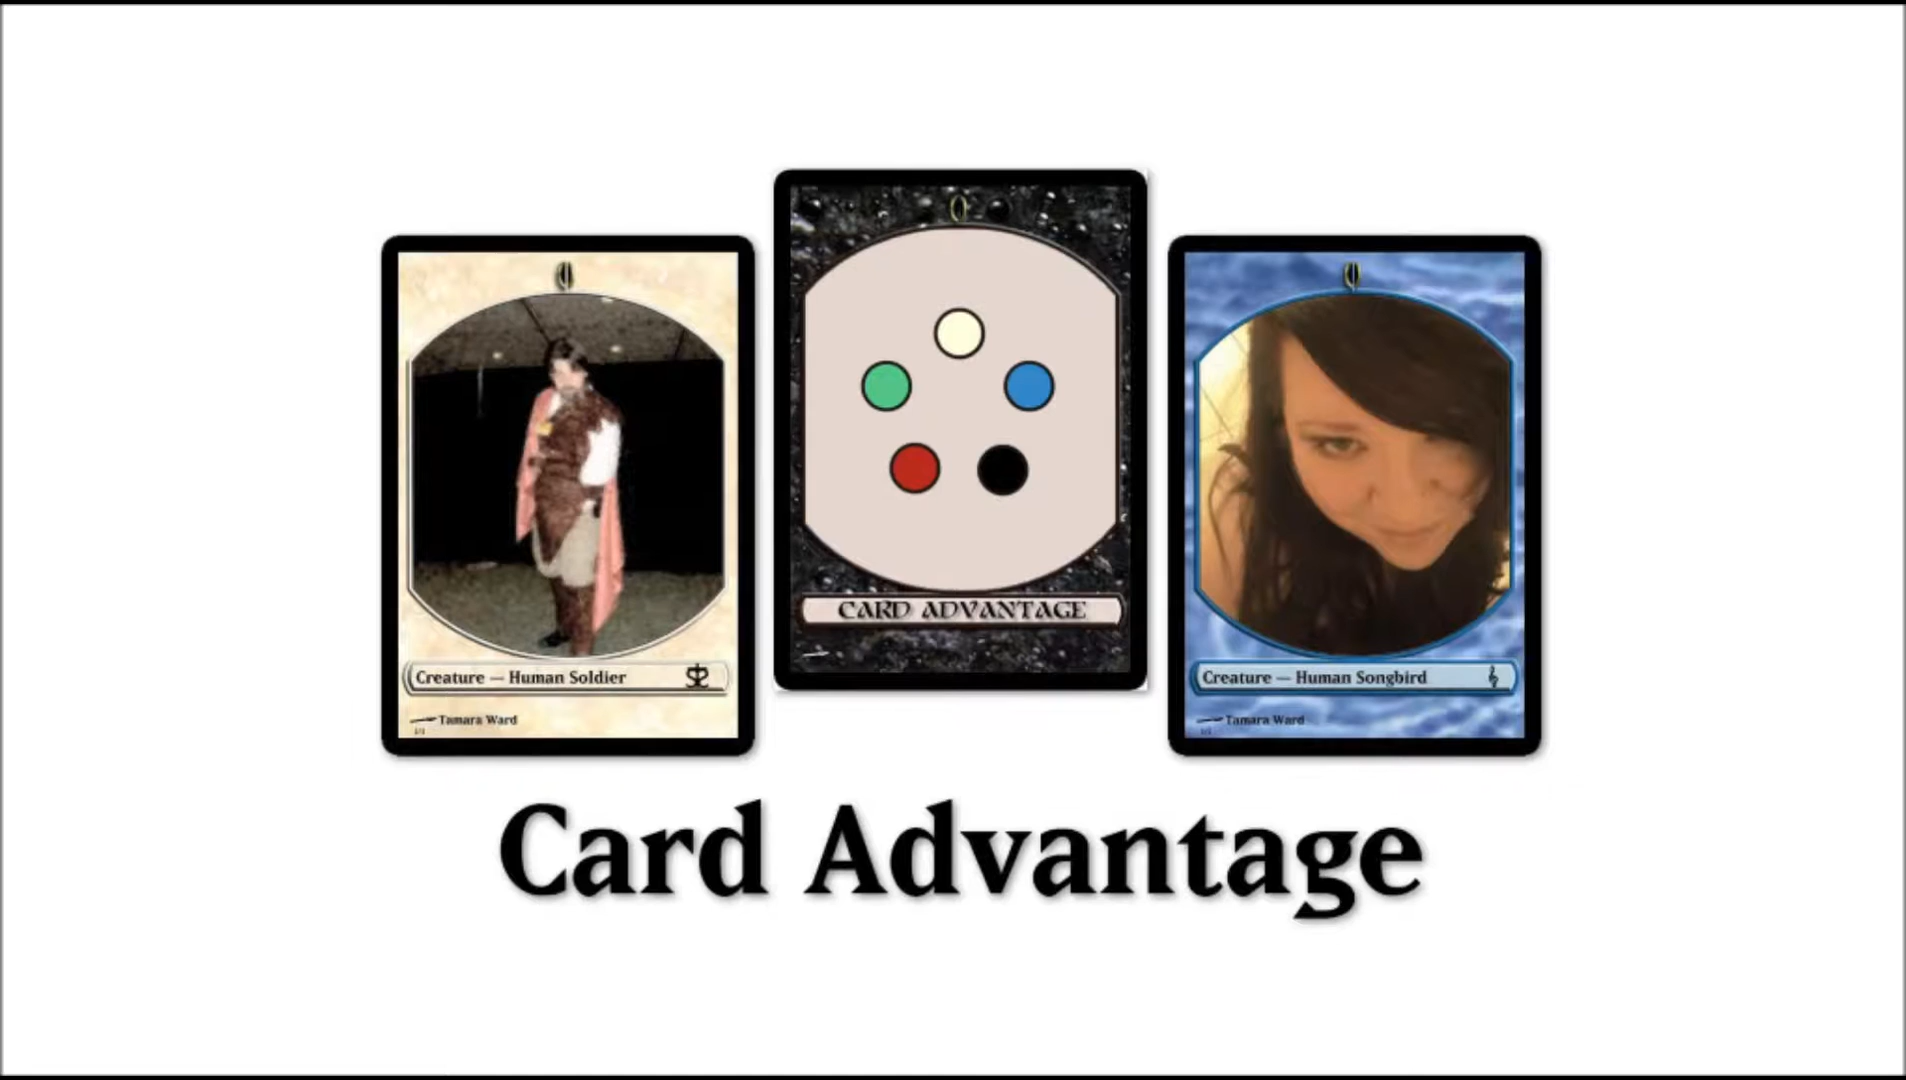 CARD ADVANTAGE
Creature — Human Soldier
Tamara Ward
Creature — Human Songbird
Tamara Ward
Card Advantage